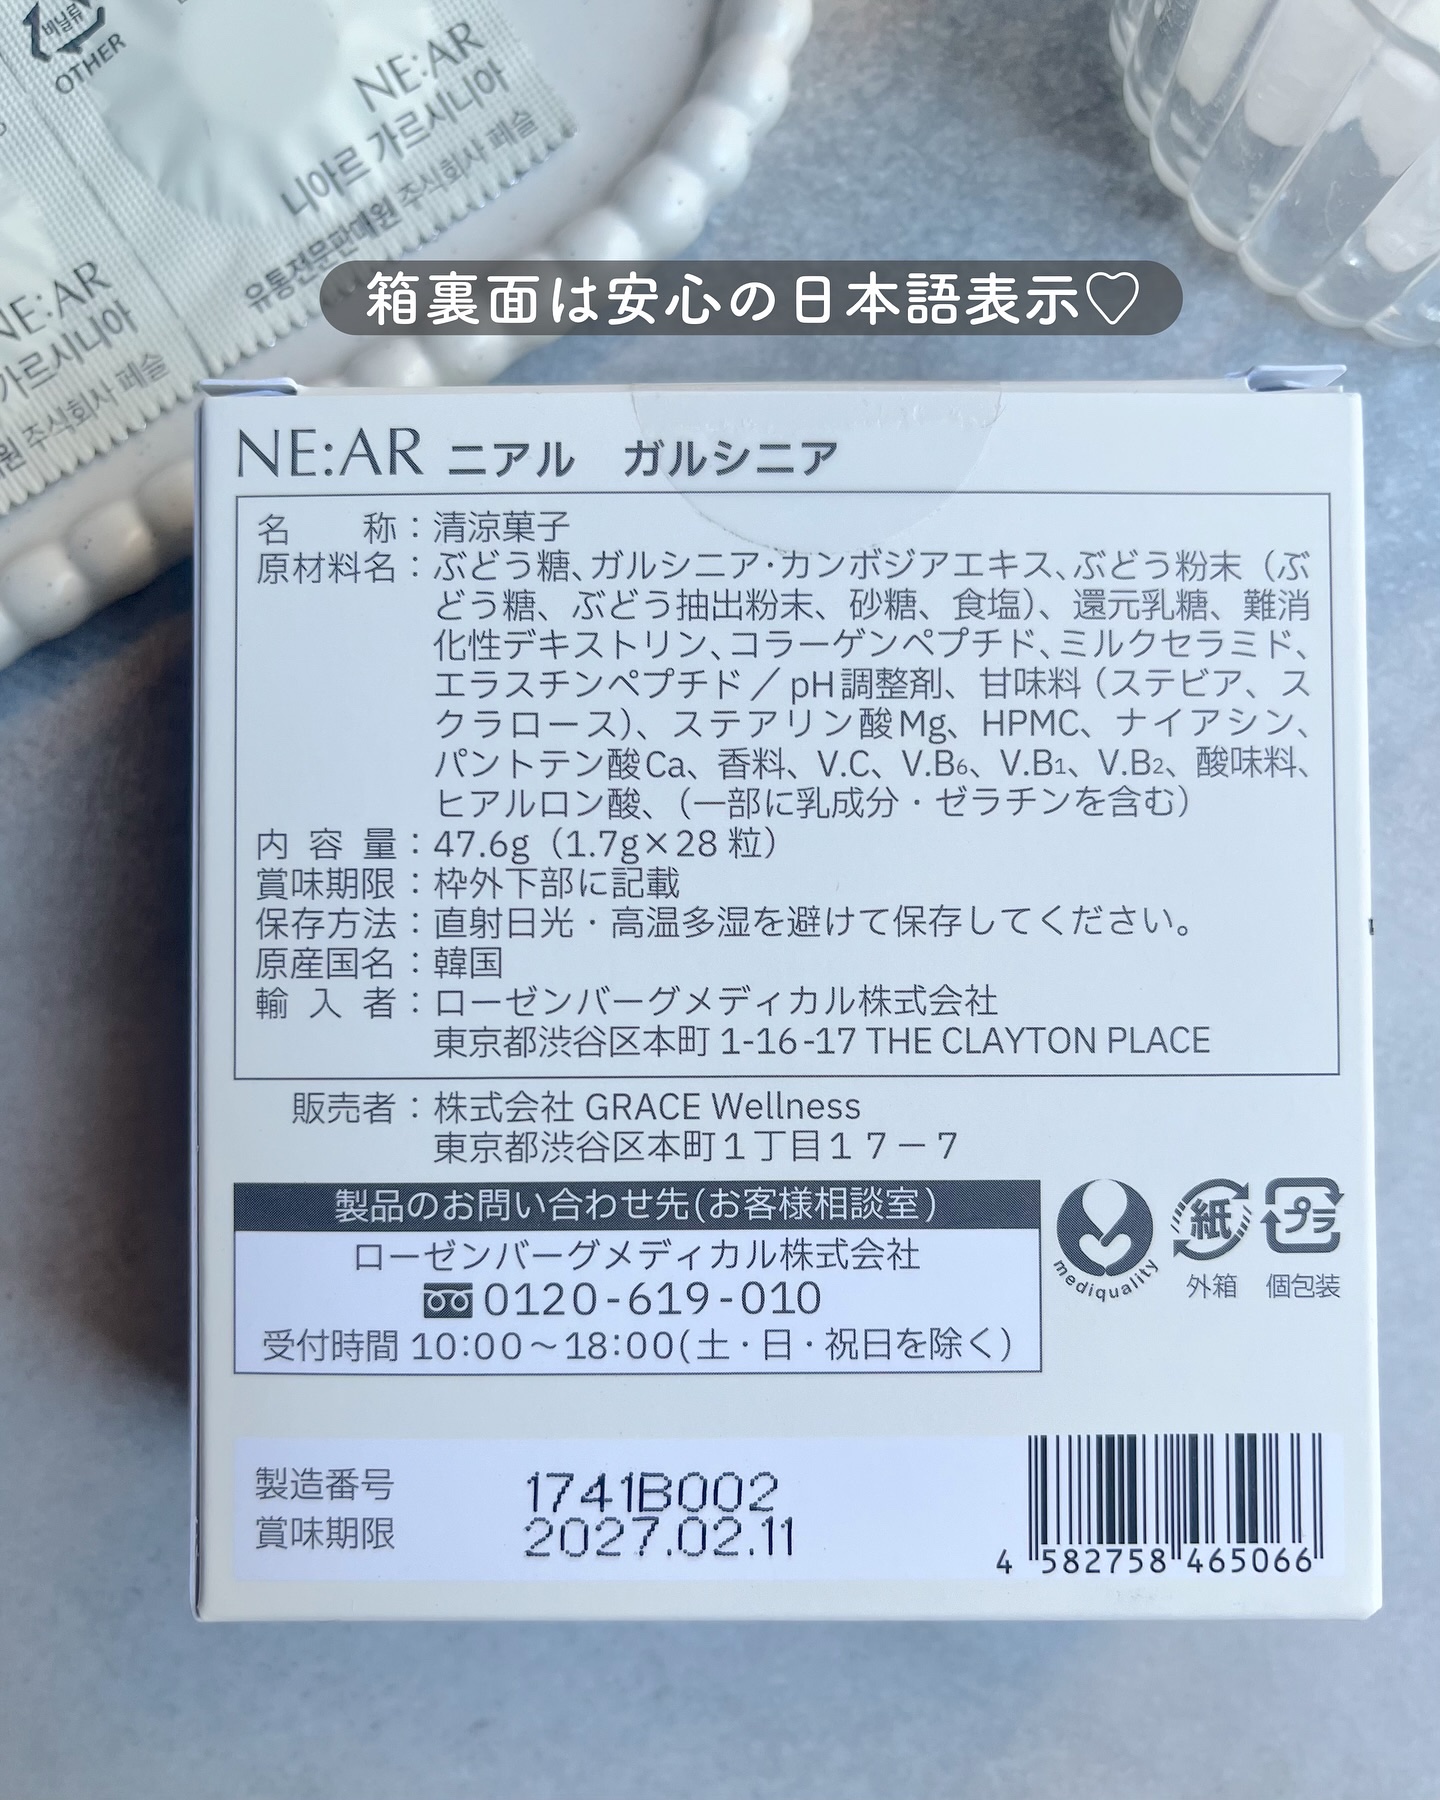 비닐류
OTHER
NE:AR
니아르 가르시니아
유통전문판매원 주식회사 페슬
NE:AR
가르시니아
원 주식회사 페슬
箱裏面は安心の日本語表示♡
NE:AR ニアル ガルシニア
名 称：清涼菓子
原材料名：ぶどう糖、ガルシニア・カンボジアエキス、ぶどう粉末（ぶ
どう糖、ぶどう抽出粉末、砂糖、食塩）、還元乳糖、難消
化性デキストリン、コラーゲンペプチド、ミルクセラミド、
エラスチンペプチド／pH調整剤、甘味料（ステビア、ス
クラロース）、ステアリン酸Mg、HPMC、ナイアシン、
パントテン酸Ca、香料、V.C、V.B₆、V.B₁、V.B₂、酸味料、
ヒアルロン酸、（一部に乳成分・ゼラチンを含む）
内容量：47.6g（1.7g×28粒）
賞味期限：枠外下部に記載
保存方法：直射日光・高温多湿を避けて保存してください。
原産国名：韓国
輸入者：ローゼンバーグメディカル株式会社
東京都渋谷区本町 1-16-17 THE CLAYTON PLACE
販売者：株式会社 GRACE Wellness
東京都渋谷区本町１丁目１７－７
製品のお問い合わせ先(お客様相談室)
ローゼンバーグメディカル株式会社
0120-619-010
受付時間 10:00～18:00(土・日・祝日を除く)
mediquality
紙
外箱
プラ
個包装
製造番号 1741B002
賞味期限 2027.02.11
4 582758 465066